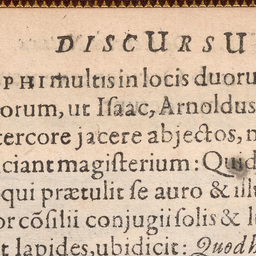 DISCURSU
PHI multis in locis duoru
orum, ut Isaac, Arnoldus
tercore jacere abjectos, n
ciant magisterium: Quid
qui prætulit se auro & ill
or cõsilii conjugii solis & l
t lapides, ubi dicit: Quod h